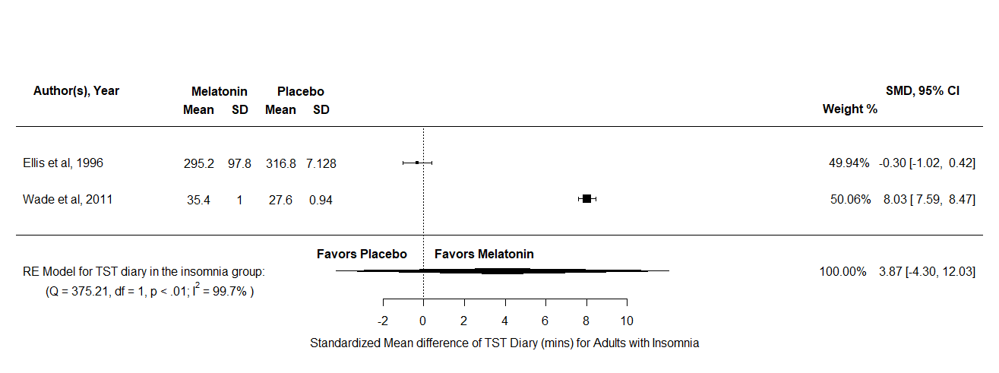 Author(s), Year Melatonin Placebo SMD, 95% CI
Mean SD Mean SD Weight %
Ellis et al, 1996 295.2 97.8 316.8 7.128 49.94% -0.30 [-1.02, 0.42]
Wade et al, 2011 35.4 1 27.6 0.94 50.06% 8.03 [ 7.59, 8.47]
Favors Placebo Favors Melatonin
RE Model for TST diary in the insomnia group: 100.00% 3.87 [-4.30, 12.03]
(Q = 375.21, df = 1, p < .01; I2 = 99.7% )
-2 0 2 4 6 8 10
Standardized Mean difference of TST Diary (mins) for Adults with Insomnia